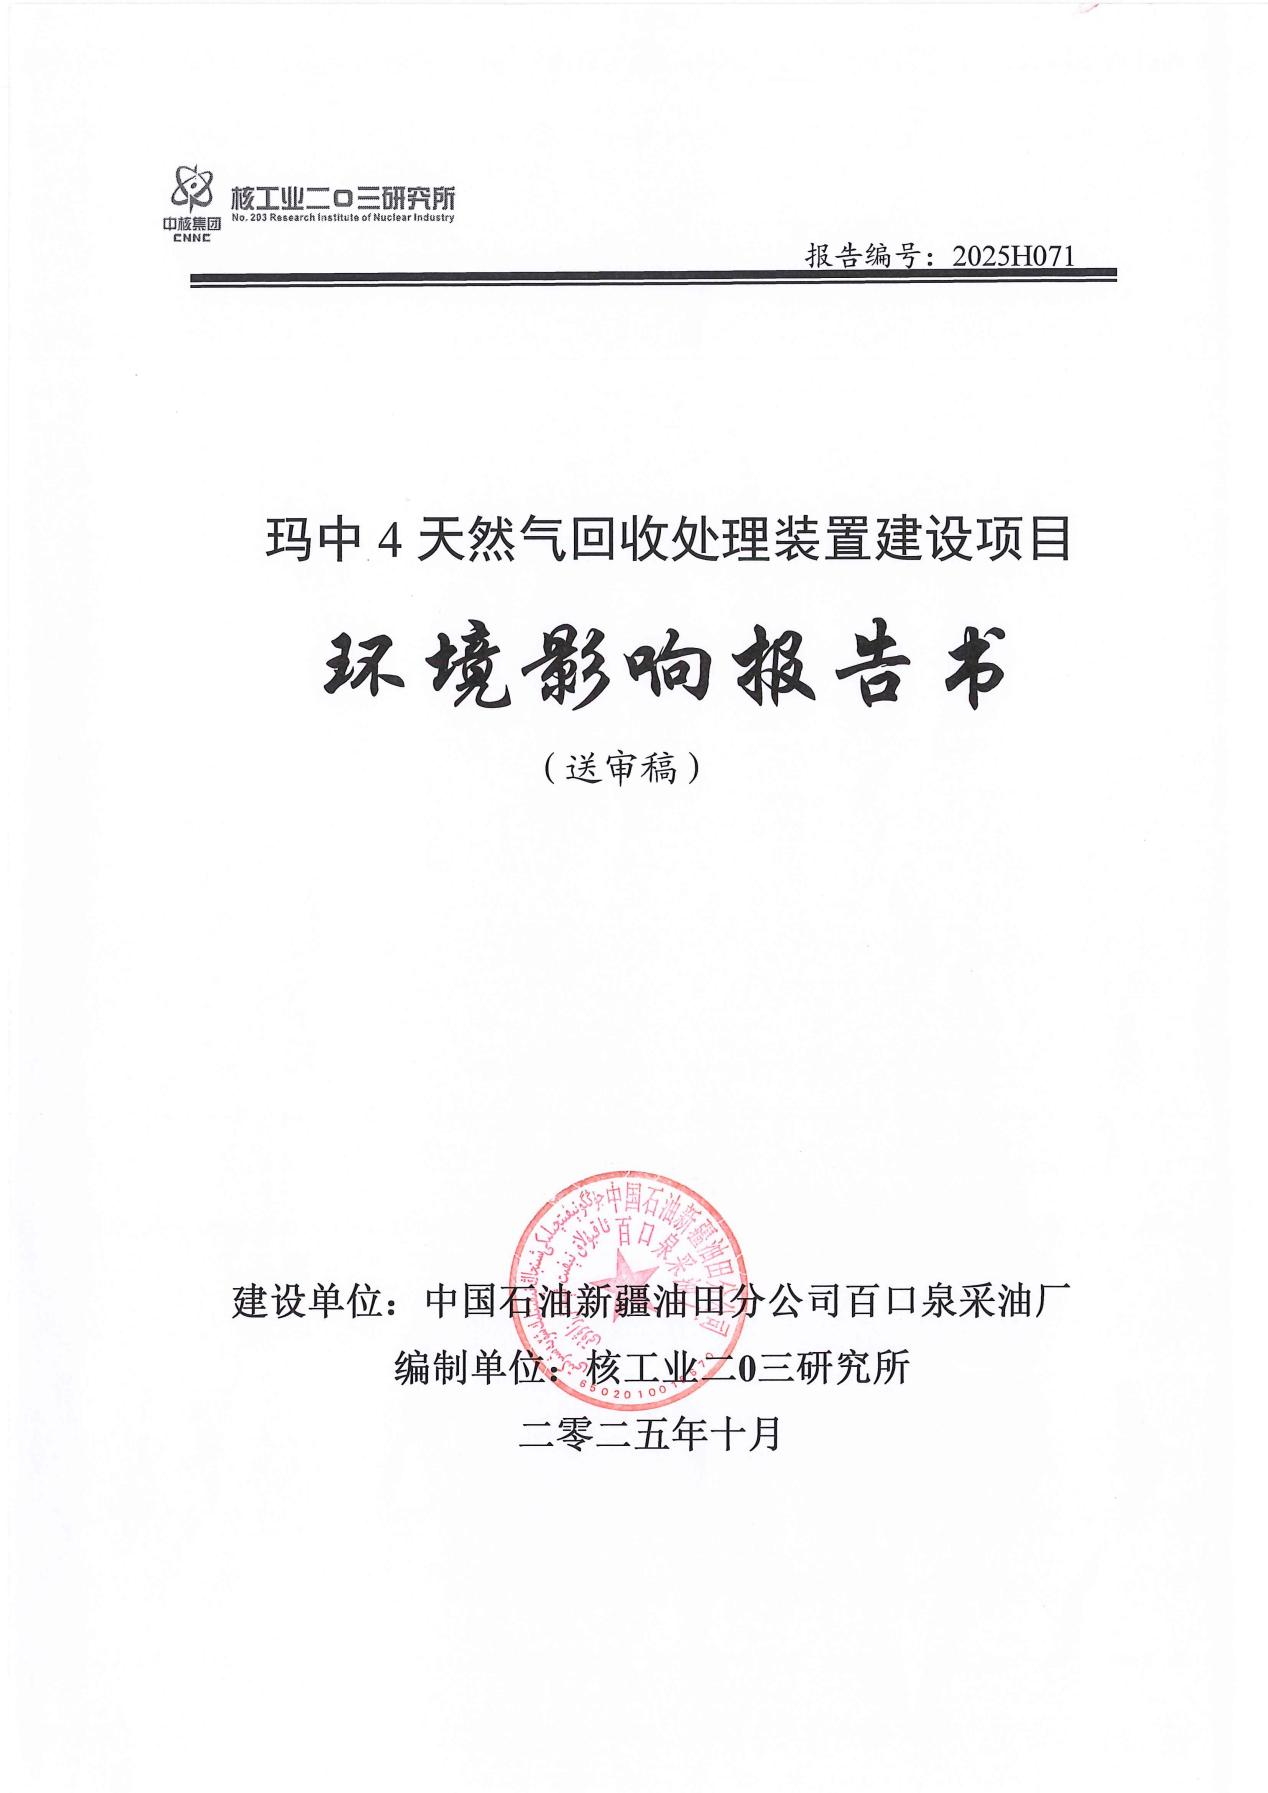 核工业二〇三研究所
No. 203 Research Institute of Nuclear Industry
中核集团
CNNC
报告编号：2025H071
玛中 4 天然气回收处理装置建设项目
环境影响报告书
（送审稿）
中国石油新疆油田分公司
百口泉采油厂
建设单位：中国石油新疆油田分公司百口泉采油厂
编制单位：核工业二0三研究所
二零二五年十月